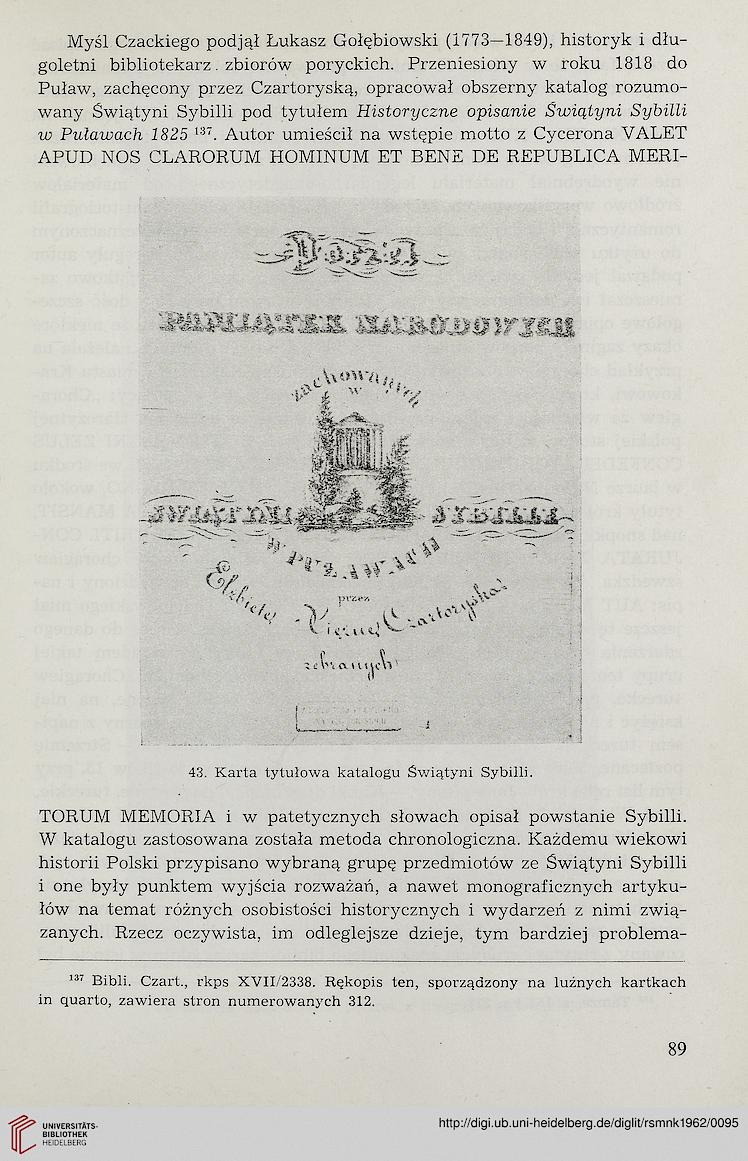 Myśl Czackiego podjął Łukasz Gołębiowski (1773—1849), historyk i dłu-
goletni bibliotekarz. zbiorów poryckich. Przeniesiony w roku 1818 do
Puław, zachęcony przez Czartoryską, opracował obszerny katalog rozumo-
wany Świątyni Sybilli pod tytułem Historyczne opisanie Świątyni Sybilli
w Puławach 1825 ¹³⁷. Autor umieścił na wstępie motto z Cycerona VALET
APUD NOS CLARORUM HOMINUM ET BENE DE REPUBLICA MERI-
Poczet
PAMIĄTEK NARODOWYCH
zachowanych
w
ŚWIĄTYNI SYBILLI
W PUŁAWACH
przez
Elżbietę Xiężnę Czartoryską
zebranych
43. Karta tytułowa katalogu Świątyni Sybilli.
TORUM MEMORIA i w patetycznych słowach opisał powstanie Sybilli.
W katalogu zastosowana została metoda chronologiczna. Każdemu wiekowi
historii Polski przypisano wybraną grupę przedmiotów ze Świątyni Sybilli
i one były punktem wyjścia rozważań, a nawet monograficznych artyku-
łów na temat różnych osobistości historycznych i wydarzeń z nimi zwią-
zanych. Rzecz oczywista, im odleglejsze dzieje, tym bardziej problema-
¹³⁷ Bibli. Czart., rkps XVII/2338. Rękopis ten, sporządzony na luźnych kartkach
in quarto, zawiera stron numerowanych 312.
89
UNIVERSITÄTS-
BIBLIOTHEK
HEIDELBERG
http://digi.ub.uni-heidelberg.de/diglit/rsmnk1962/0095